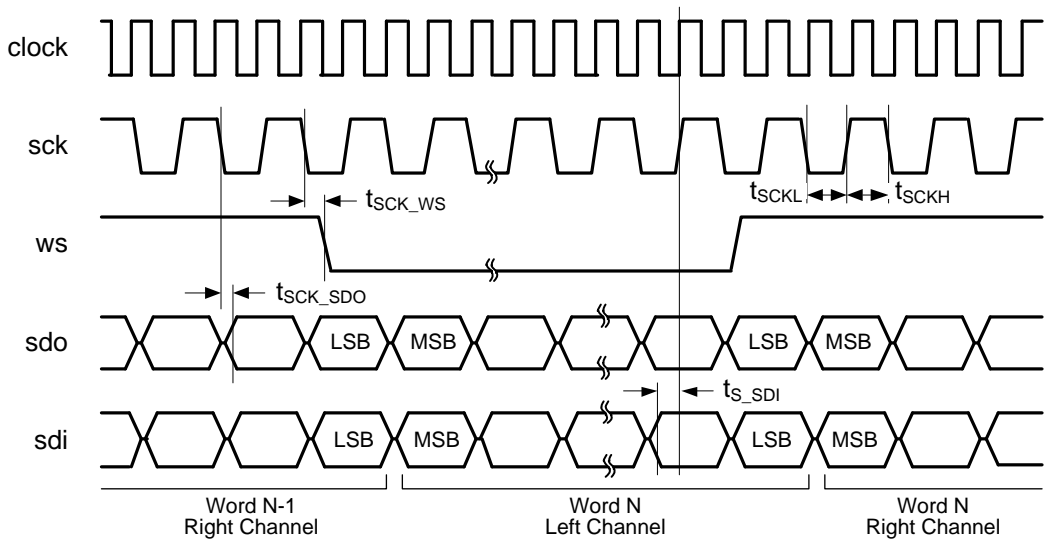 clock
sck
tSCK_WS
tSCKL
tSCKH
ws
tSCK_SDO
sdo
LSB
MSB
LSB
MSB
tS_SDI
sdi
LSB
MSB
LSB
MSB
Word N-1
Right Channel
Word N
Left Channel
Word N
Right Channel